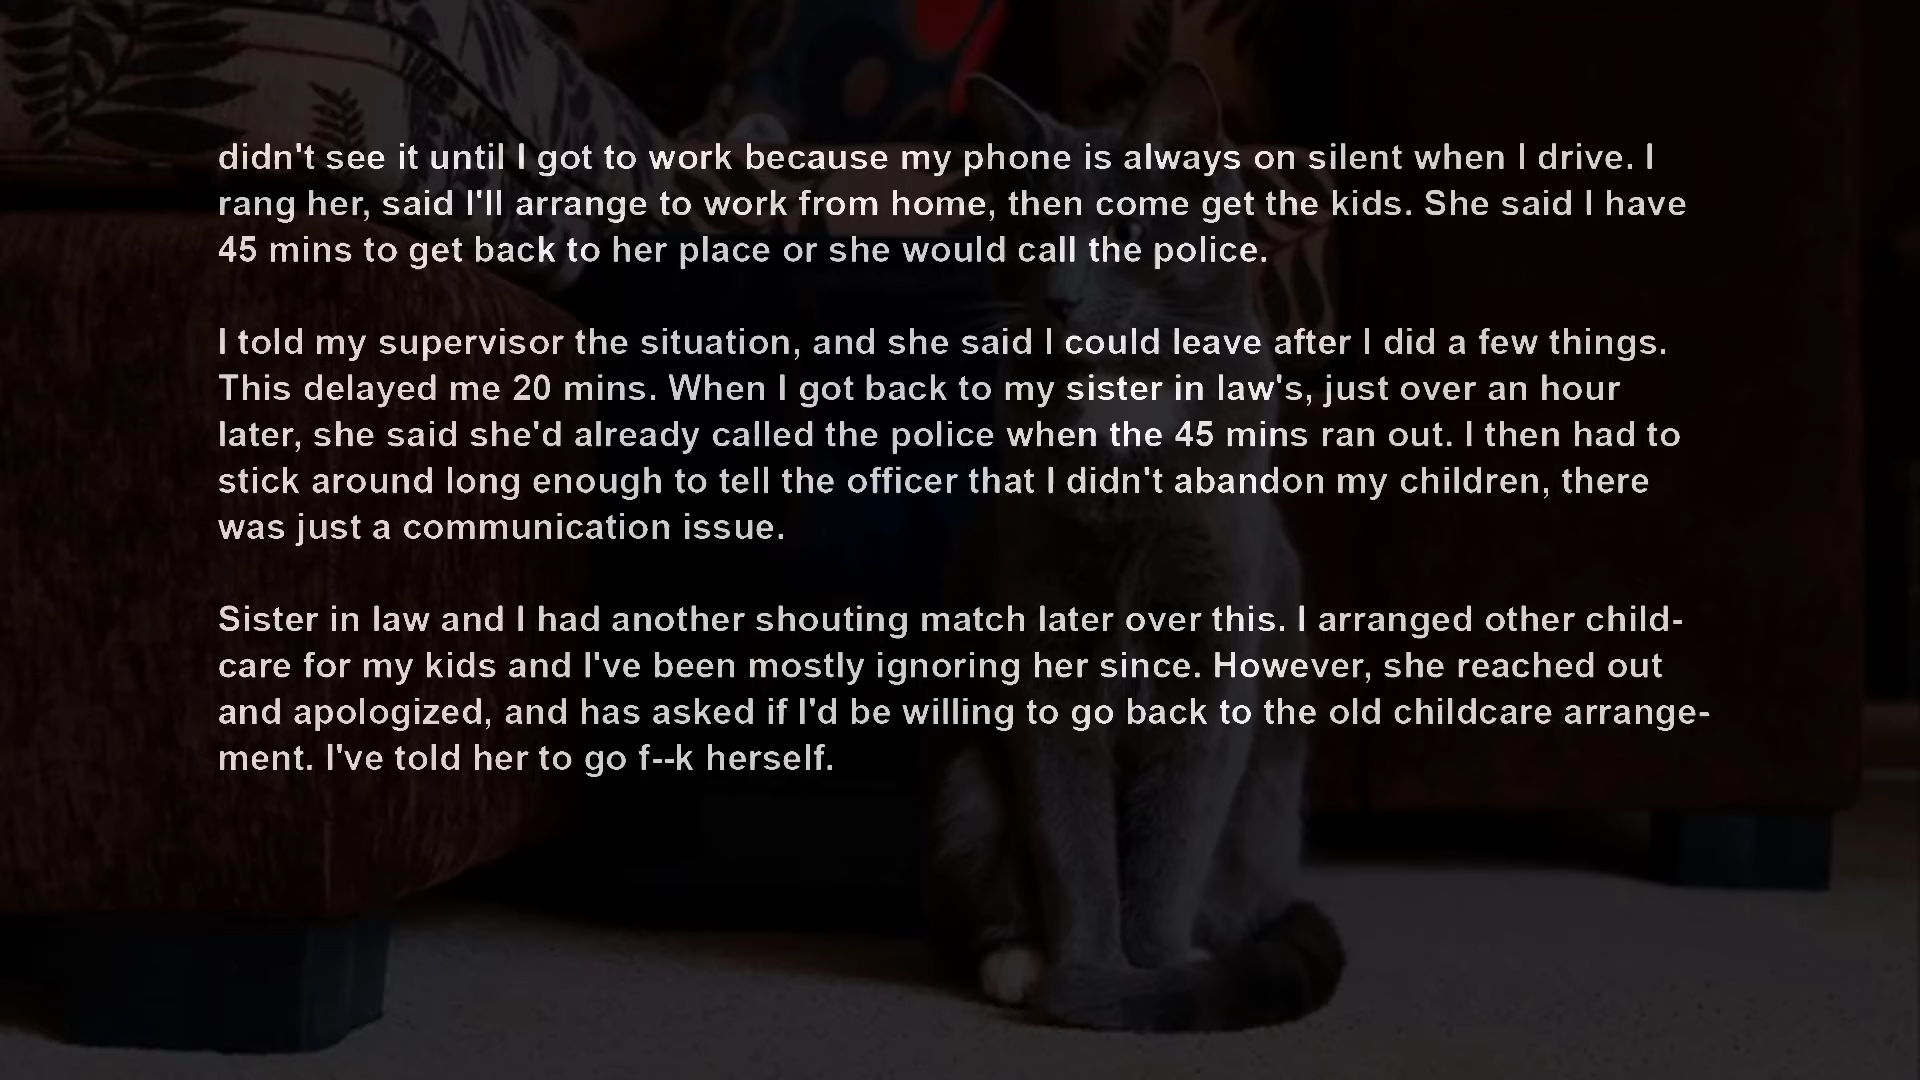 didn't see it until I got to work because my phone is always on silent when I drive. I
rang her, said I'll arrange to work from home, then come get the kids. She said I have
45 mins to get back to her place or she would call the police.
I told my supervisor the situation, and she said I could leave after I did a few things.
This delayed me 20 mins. When I got back to my sister in law's, just over an hour
later, she said she'd already called the police when the 45 mins ran out. I then had to
stick around long enough to tell the officer that I didn't abandon my children, there
was just a communication issue.
Sister in law and I had another shouting match later over this. I arranged other child-
care for my kids and I've been mostly ignoring her since. However, she reached out
and apologized, and has asked if I'd be willing to go back to the old childcare arrange-
ment. I've told her to go f--k herself.